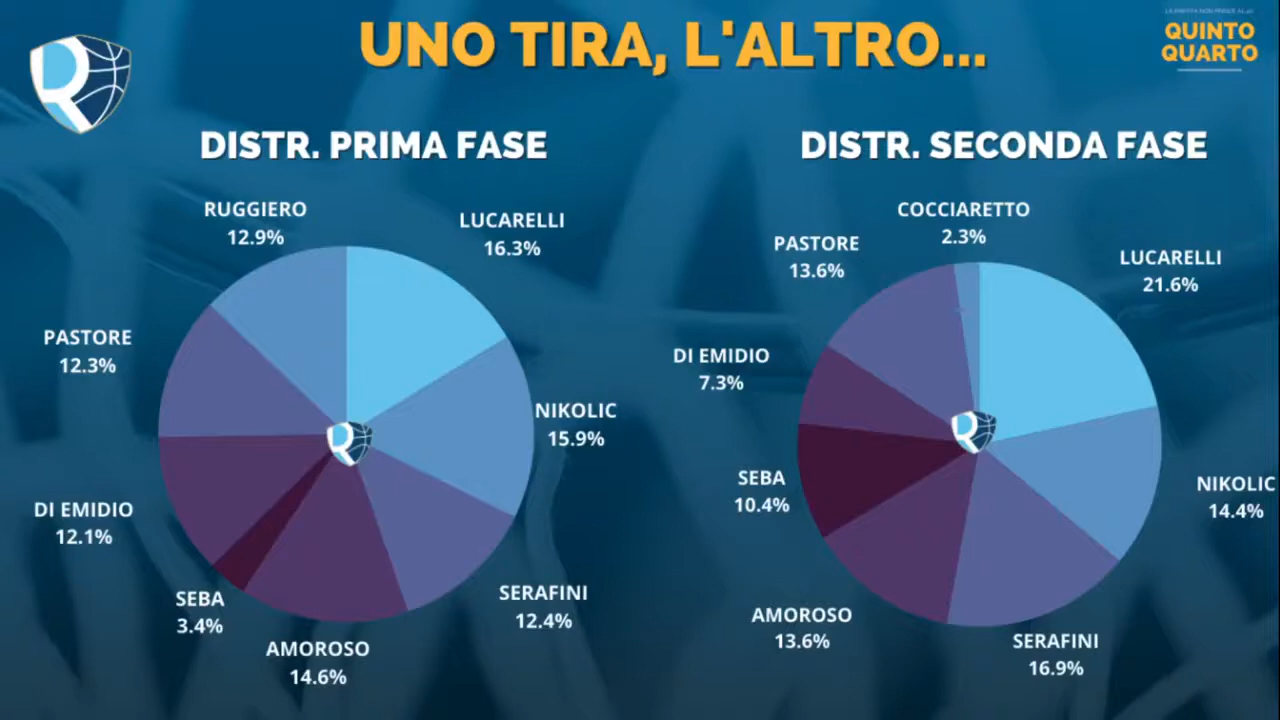 UNO TIRA, L'ALTRO...
QUINTO
QUARTO
DISTR. PRIMA FASE
RUGGIERO
12.9%
LUCARELLI
16.3%
PASTORE
12.3%
NIKOLIC
15.9%
DI EMIDIO
12.1%
SERAFINI
12.4%
SEBA
3.4%
AMOROSO
14.6%
DISTR. SECONDA FASE
COCCIARETTO
2.3%
PASTORE
13.6%
LUCARELLI
21.6%
DI EMIDIO
7.3%
SEBA
10.4%
NIKOLIC
14.4%
AMOROSO
13.6%
SERAFINI
16.9%